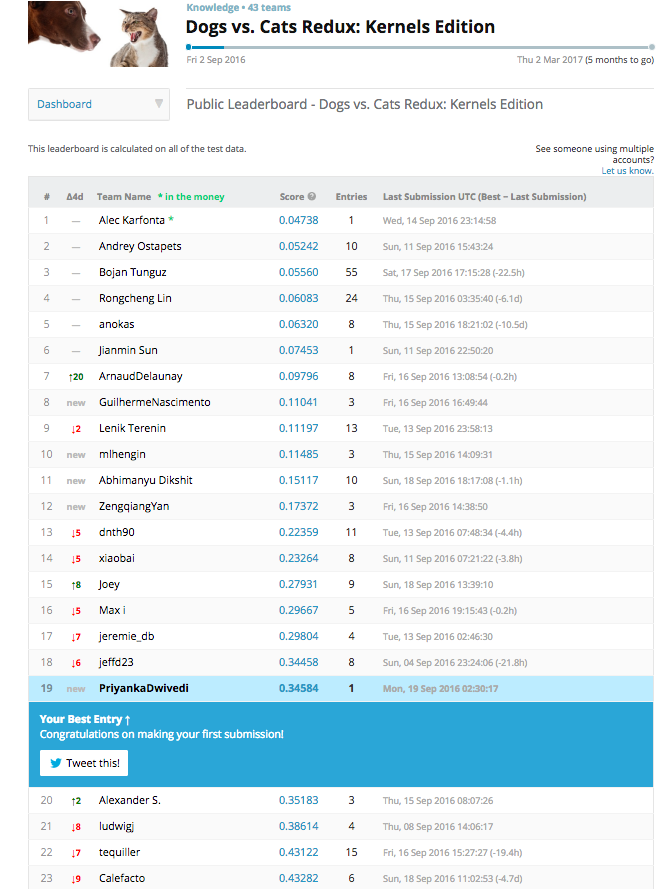 Knowledge • 43 teams
Dogs vs. Cats Redux: Kernels Edition
Fri 2 Sep 2016 Thu 2 Mar 2017 (5 months to go)
Dashboard ▼ Public Leaderboard - Dogs vs. Cats Redux: Kernels Edition
This leaderboard is calculated on all of the test data. See someone using multiple
accounts?
Let us know.
# Δ4d Team Name * in the money Score Entries Last Submission UTC (Best − Last Submission)
1 — Alec Karfonta * 0.04738 1 Wed, 14 Sep 2016 23:14:58
2 — Andrey Ostapets 0.05242 10 Sun, 11 Sep 2016 15:43:24
3 — Bojan Tunguz 0.05560 55 Sat, 17 Sep 2016 17:15:28 (-22.5h)
4 — Rongcheng Lin 0.06083 24 Thu, 15 Sep 2016 03:35:40 (-6.1d)
5 — anokas 0.06320 8 Thu, 15 Sep 2016 18:21:02 (-10.5d)
6 — Jianmin Sun 0.07453 1 Sun, 11 Sep 2016 22:50:20
7 ↑20 ArnaudDelaunay 0.09796 8 Fri, 16 Sep 2016 13:08:54 (-0.2h)
8 new GuilhermeNascimento 0.11041 3 Fri, 16 Sep 2016 16:49:44
9 ↓2 Lenik Terenin 0.11197 13 Tue, 13 Sep 2016 23:58:13
10 new mlhengin 0.11485 3 Thu, 15 Sep 2016 14:09:31
11 new Abhimanyu Dikshit 0.15117 10 Sun, 18 Sep 2016 18:17:08 (-1.1h)
12 new ZengqiangYan 0.17372 3 Fri, 16 Sep 2016 14:38:50
13 ↓5 dnth90 0.22359 11 Tue, 13 Sep 2016 07:48:34 (-4.4h)
14 ↓5 xiaobai 0.23264 8 Sun, 11 Sep 2016 07:21:22 (-3.8h)
15 ↑8 Joey 0.27931 9 Sun, 18 Sep 2016 13:39:10
16 ↓5 Max i 0.29667 5 Fri, 16 Sep 2016 19:15:43 (-0.2h)
17 ↓7 jeremie_db 0.29804 4 Tue, 13 Sep 2016 02:46:30
18 ↓6 jeffd23 0.34458 8 Sun, 04 Sep 2016 23:24:06 (-21.8h)
19 new PriyankaDwivedi 0.34584 1 Mon, 19 Sep 2016 02:30:17
Your Best Entry ↑
Congratulations on making your first submission!
Tweet this!
20 ↑2 Alexander S. 0.35183 3 Thu, 15 Sep 2016 08:07:26
21 ↓8 ludwigj 0.38614 4 Thu, 08 Sep 2016 14:06:17
22 ↓7 tequiller 0.43122 15 Fri, 16 Sep 2016 15:27:27 (-19.4h)
23 ↓9 Calefacto 0.43282 6 Sun, 18 Sep 2016 11:02:53 (-4.7d)